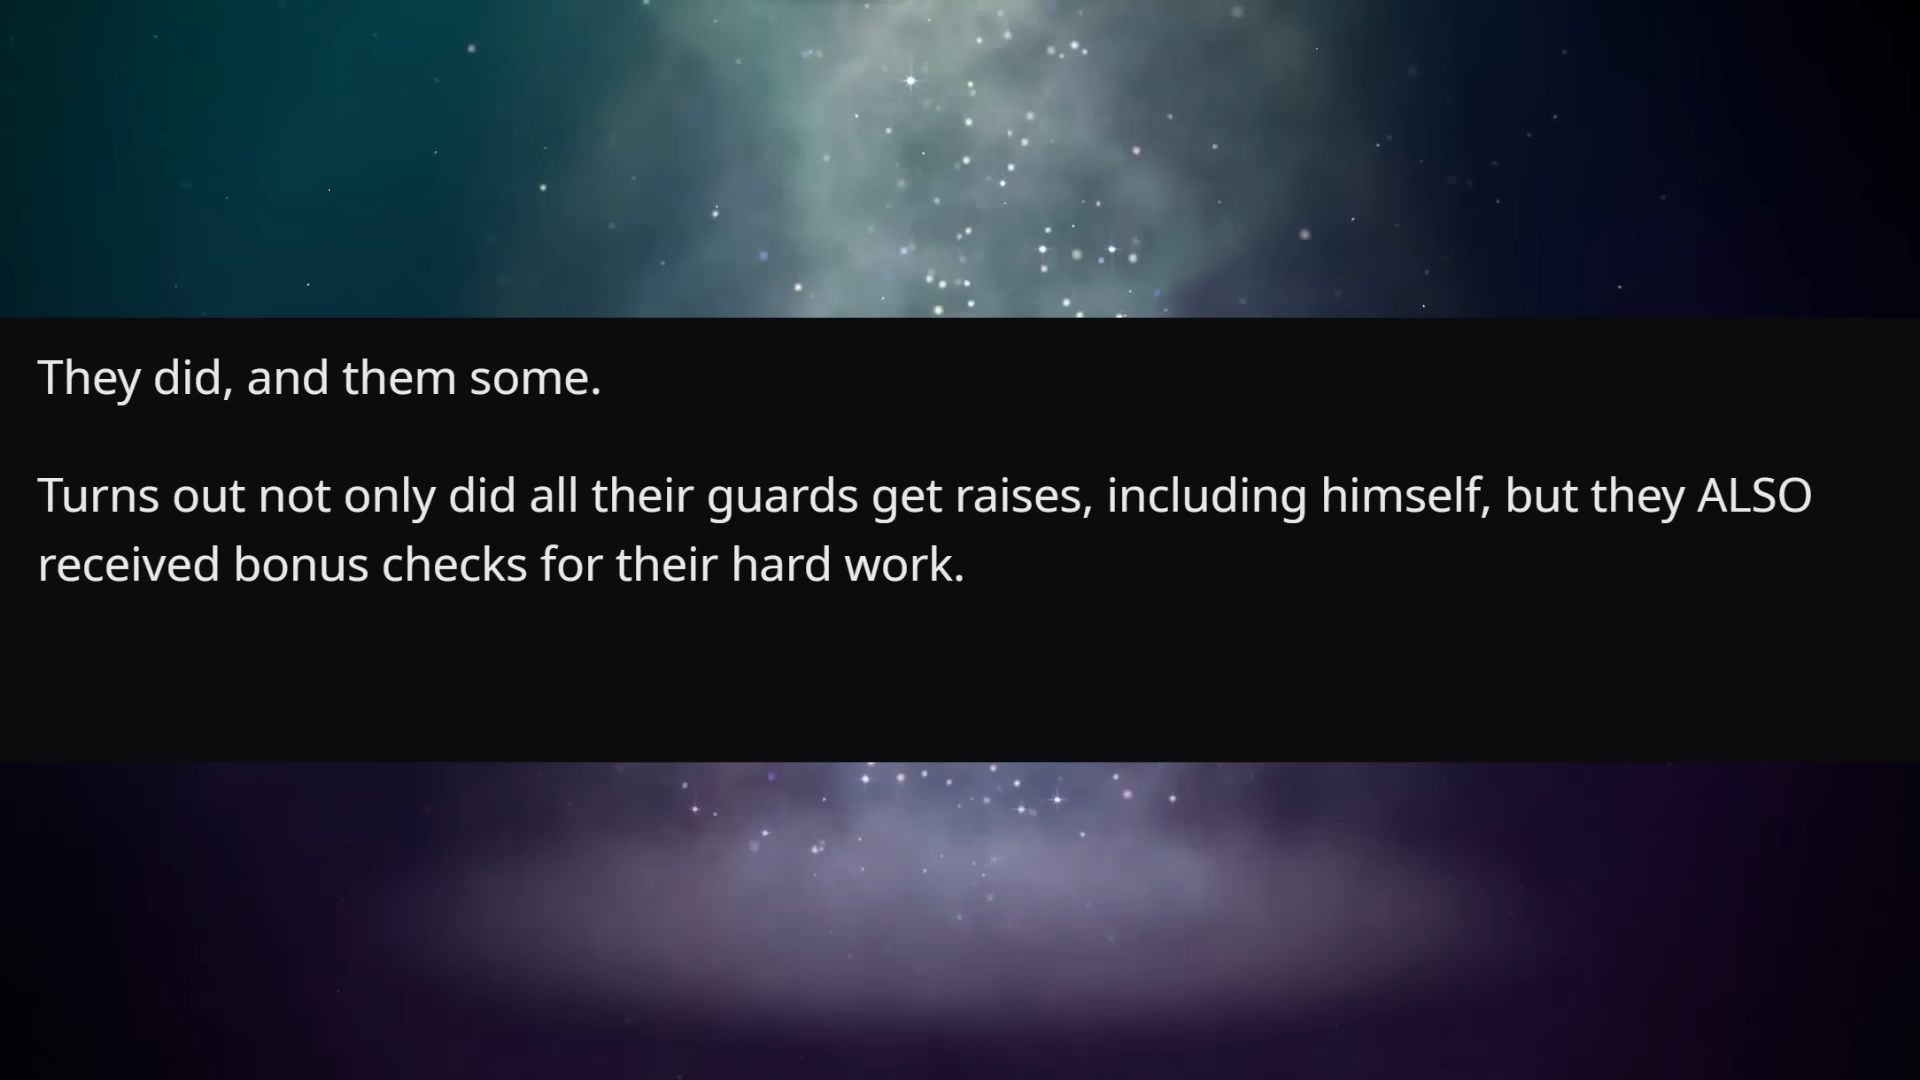 They did, and them some.
Turns out not only did all their guards get raises, including himself, but they ALSO
received bonus checks for their hard work.